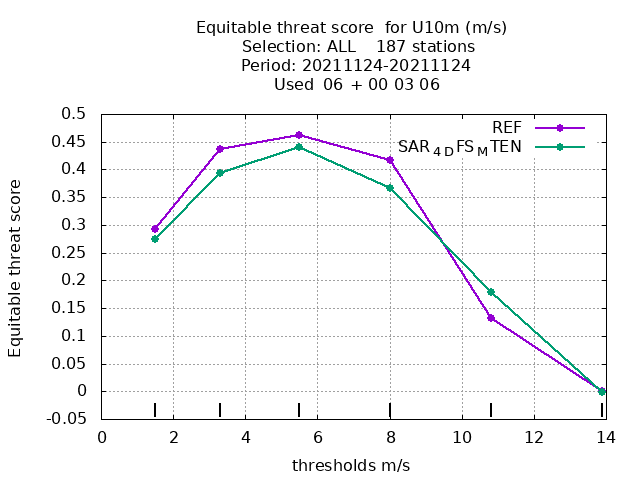 Equitable threat score  for U10m (m/s)
Selection: ALL    187 stations
Period: 20211124-20211124
Used  06 + 00 03 06
REF
SAR4DFSMTEN
Equitable threat score
0.5
0.45
0.4
0.35
0.3
0.25
0.2
0.15
0.1
0.05
0
-0.05
0 2 4 6 8 10 12 14
thresholds m/s